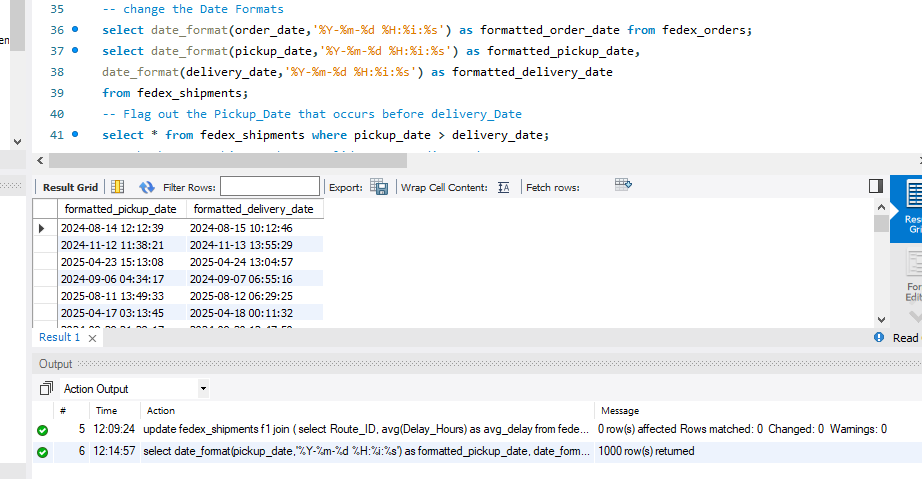 35 -- change the Date Formats
36 select date_format(order_date,'%Y-%m-%d %H:%i:%s') as formatted_order_date from fedex_orders;
37 select date_format(pickup_date,'%Y-%m-%d %H:%i:%s') as formatted_pickup_date,
38 date_format(delivery_date,'%Y-%m-%d %H:%i:%s') as formatted_delivery_date
39 from fedex_shipments;
40 -- Flag out the Pickup_Date that occurs before delivery_Date
41 select * from fedex_shipments where pickup_date > delivery_date;
Result Grid Filter Rows: Export: Wrap Cell Content: IA Fetch rows:
formatted_pickup_date formatted_delivery_date
2024-08-14 12:12:39 2024-08-15 10:12:46
2024-11-12 11:38:21 2024-11-13 13:55:29
2025-04-23 15:13:08 2025-04-24 13:04:57
2024-09-06 04:34:17 2024-09-07 06:55:16
2025-08-11 13:49:33 2025-08-12 06:29:25
2025-04-17 03:13:45 2025-04-18 00:11:32
Result 1
Read
Output
Action Output
# Time Action Message
5 12:09:24 update fedex_shipments f1 join ( select Route_ID, avg(Delay_Hours) as avg_delay from fede... 0 row(s) affected Rows matched: 0 Changed: 0 Warnings: 0
6 12:14:57 select date_format(pickup_date,'%Y-%m-%d %H:%i:%s') as formatted_pickup_date, date_form... 1000 row(s) returned